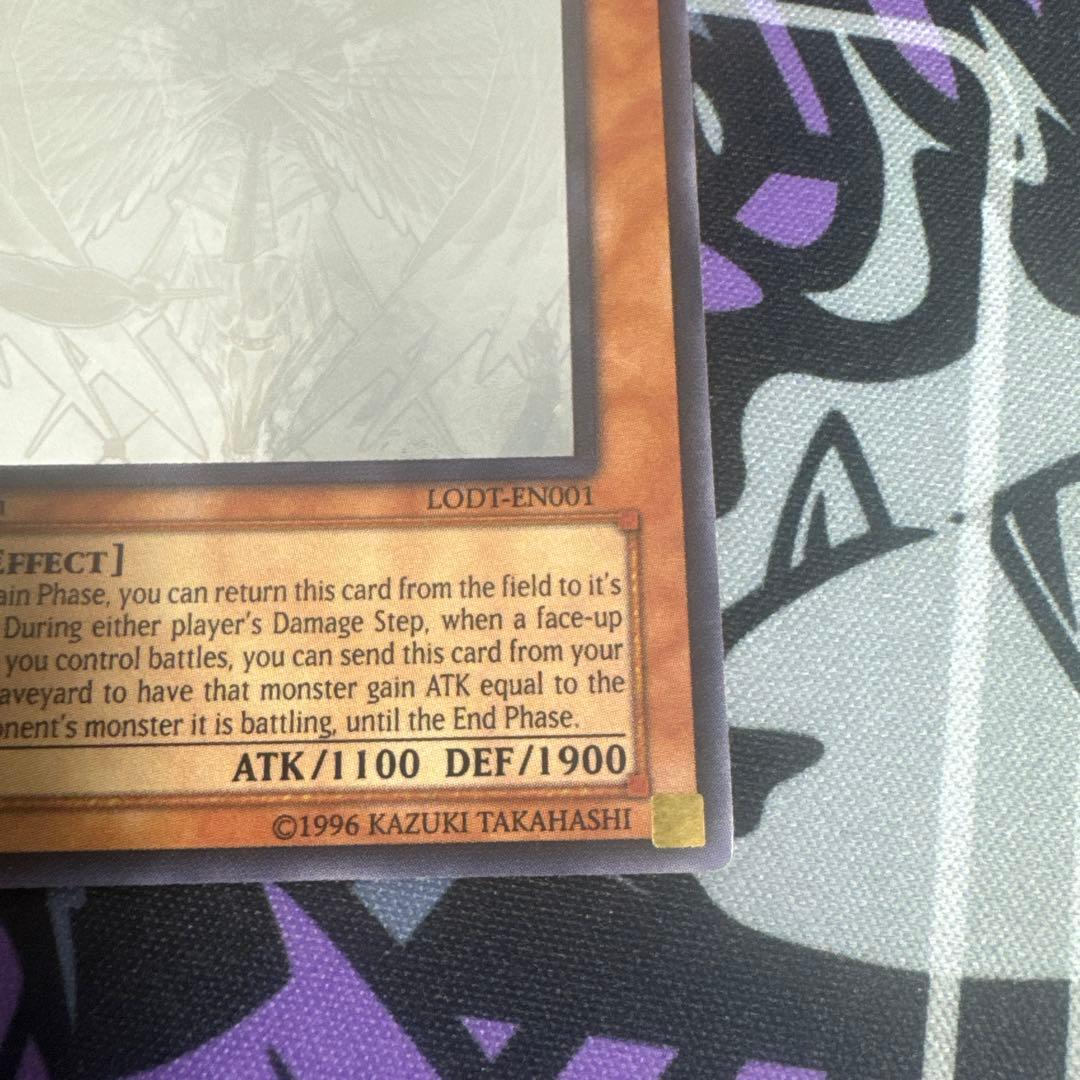 LODT-EN001
EFFECT]
ain Phase, you can return this card from the field to it's
During either player's Damage Step, when a face-up
you control battles, you can send this card from your
aveyard to have that monster gain ATK equal to the
onent's monster it is battling, until the End Phase.
ATK/1100 DEF/1900
©1996 KAZUKI TAKAHASHI